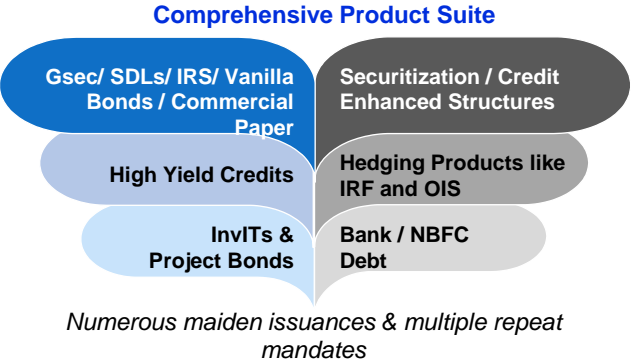 Comprehensive Product Suite
Gsec/ SDLs/ IRS/ Vanilla
Bonds / Commercial
Paper
Securitization / Credit
Enhanced Structures
High Yield Credits
Hedging Products like
IRF and OIS
InvITs &
Project Bonds
Bank / NBFC
Debt
Numerous maiden issuances & multiple repeat
mandates